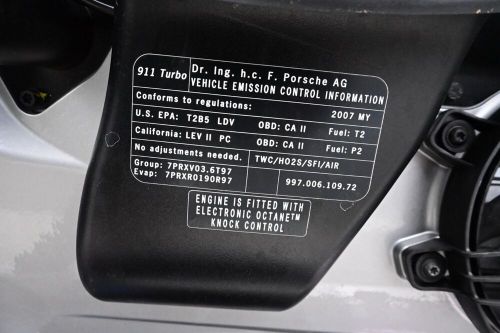 911 Turbo Dr. Ing. h.c. F. Porsche AG
VEHICLE EMISSION CONTROL INFORMATION
Conforms to regulations: 2007 MY
U.S. EPA: T2B5 LDV OBD: CA II Fuel: T2
California: LEV II PC OBD: CA II Fuel: P2
No adjustments needed. TWC/HO2S/SFI/AIR
Group: 7PRXV03.6T97
Evap: 7PRXR0190R97 997.006.109.72
ENGINE IS FITTED WITH
ELECTRONIC OCTANE™
KNOCK CONTROL